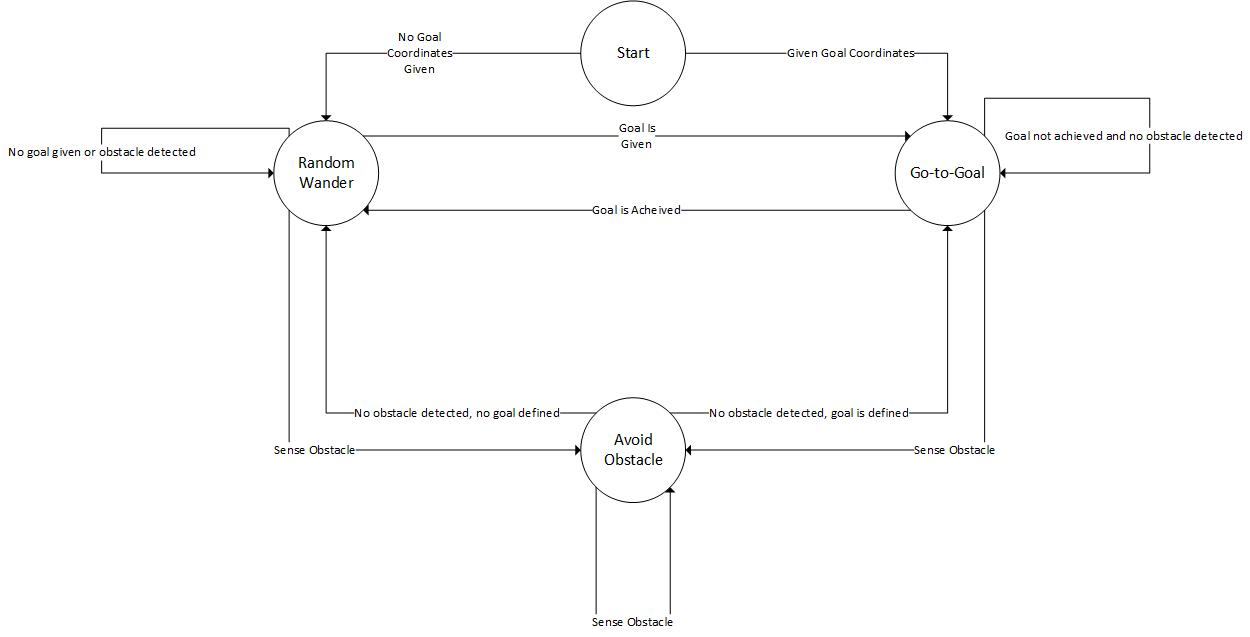 No Goal
Coordinates
Given
Start
Given Goal Coordinates
Goal Is
Given
Goal not achieved and no obstacle detected
No goal given or obstacle detected
Random
Wander
Go-to-Goal
Goal is Acheived
No obstacle detected, no goal defined
No obstacle detected, goal is defined
Avoid
Obstacle
Sense Obstacle
Sense Obstacle
Sense Obstacle